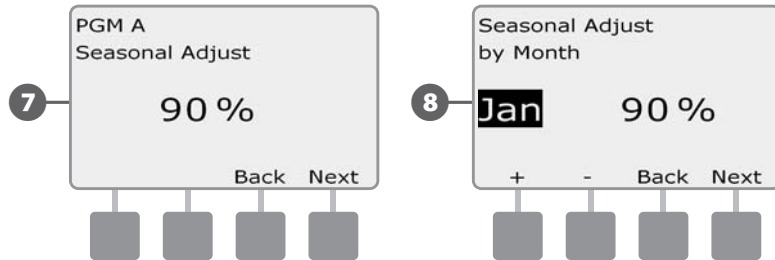 PGM A
Seasonal Adjust
7
90 %
Back Next
Seasonal Adjust
by Month
8
Jan 90 %
+ - Back Next